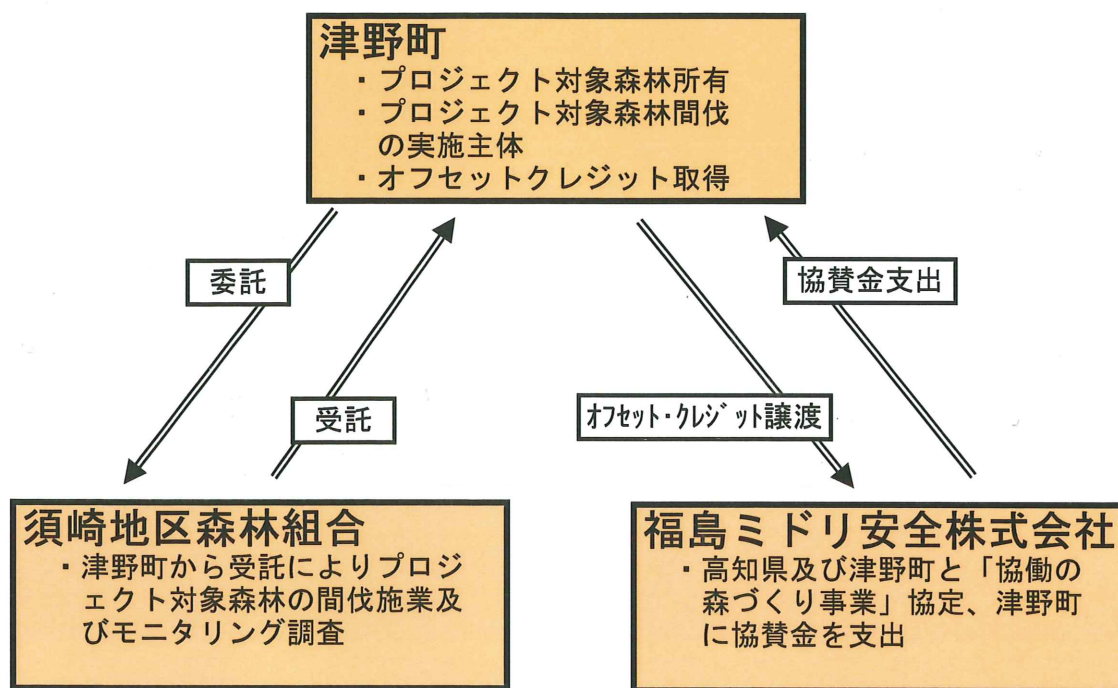 津野町
・プロジェクト対象森林所有
・プロジェクト対象森林間伐
の実施主体
・オフセットクレジット取得
委託
協賛金支出
受託
オフセット・クレジット譲渡
須崎地区森林組合
・津野町から受託によりプロジ
ェクト対象森林の間伐施業及
びモニタリング調査
福島ミドリ安全株式会社
・高知県及び津野町と「協働の
森づくり事業」協定、津野町
に協賛金を支出